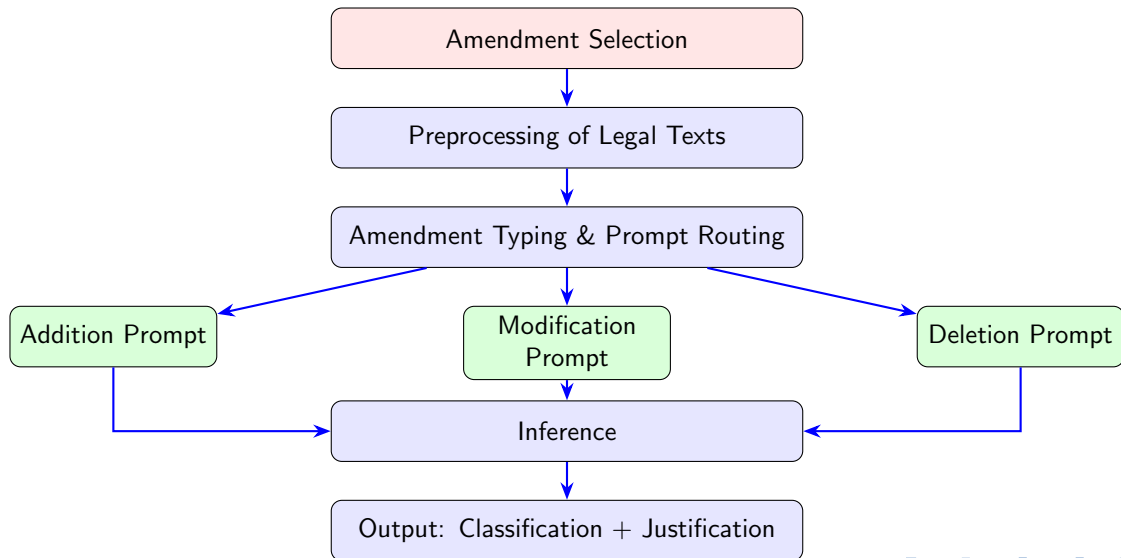 Amendment Selection
Preprocessing of Legal Texts
Amendment Typing & Prompt Routing
Addition Prompt
Modification
Prompt
Deletion Prompt
Inference
Output: Classification + Justification